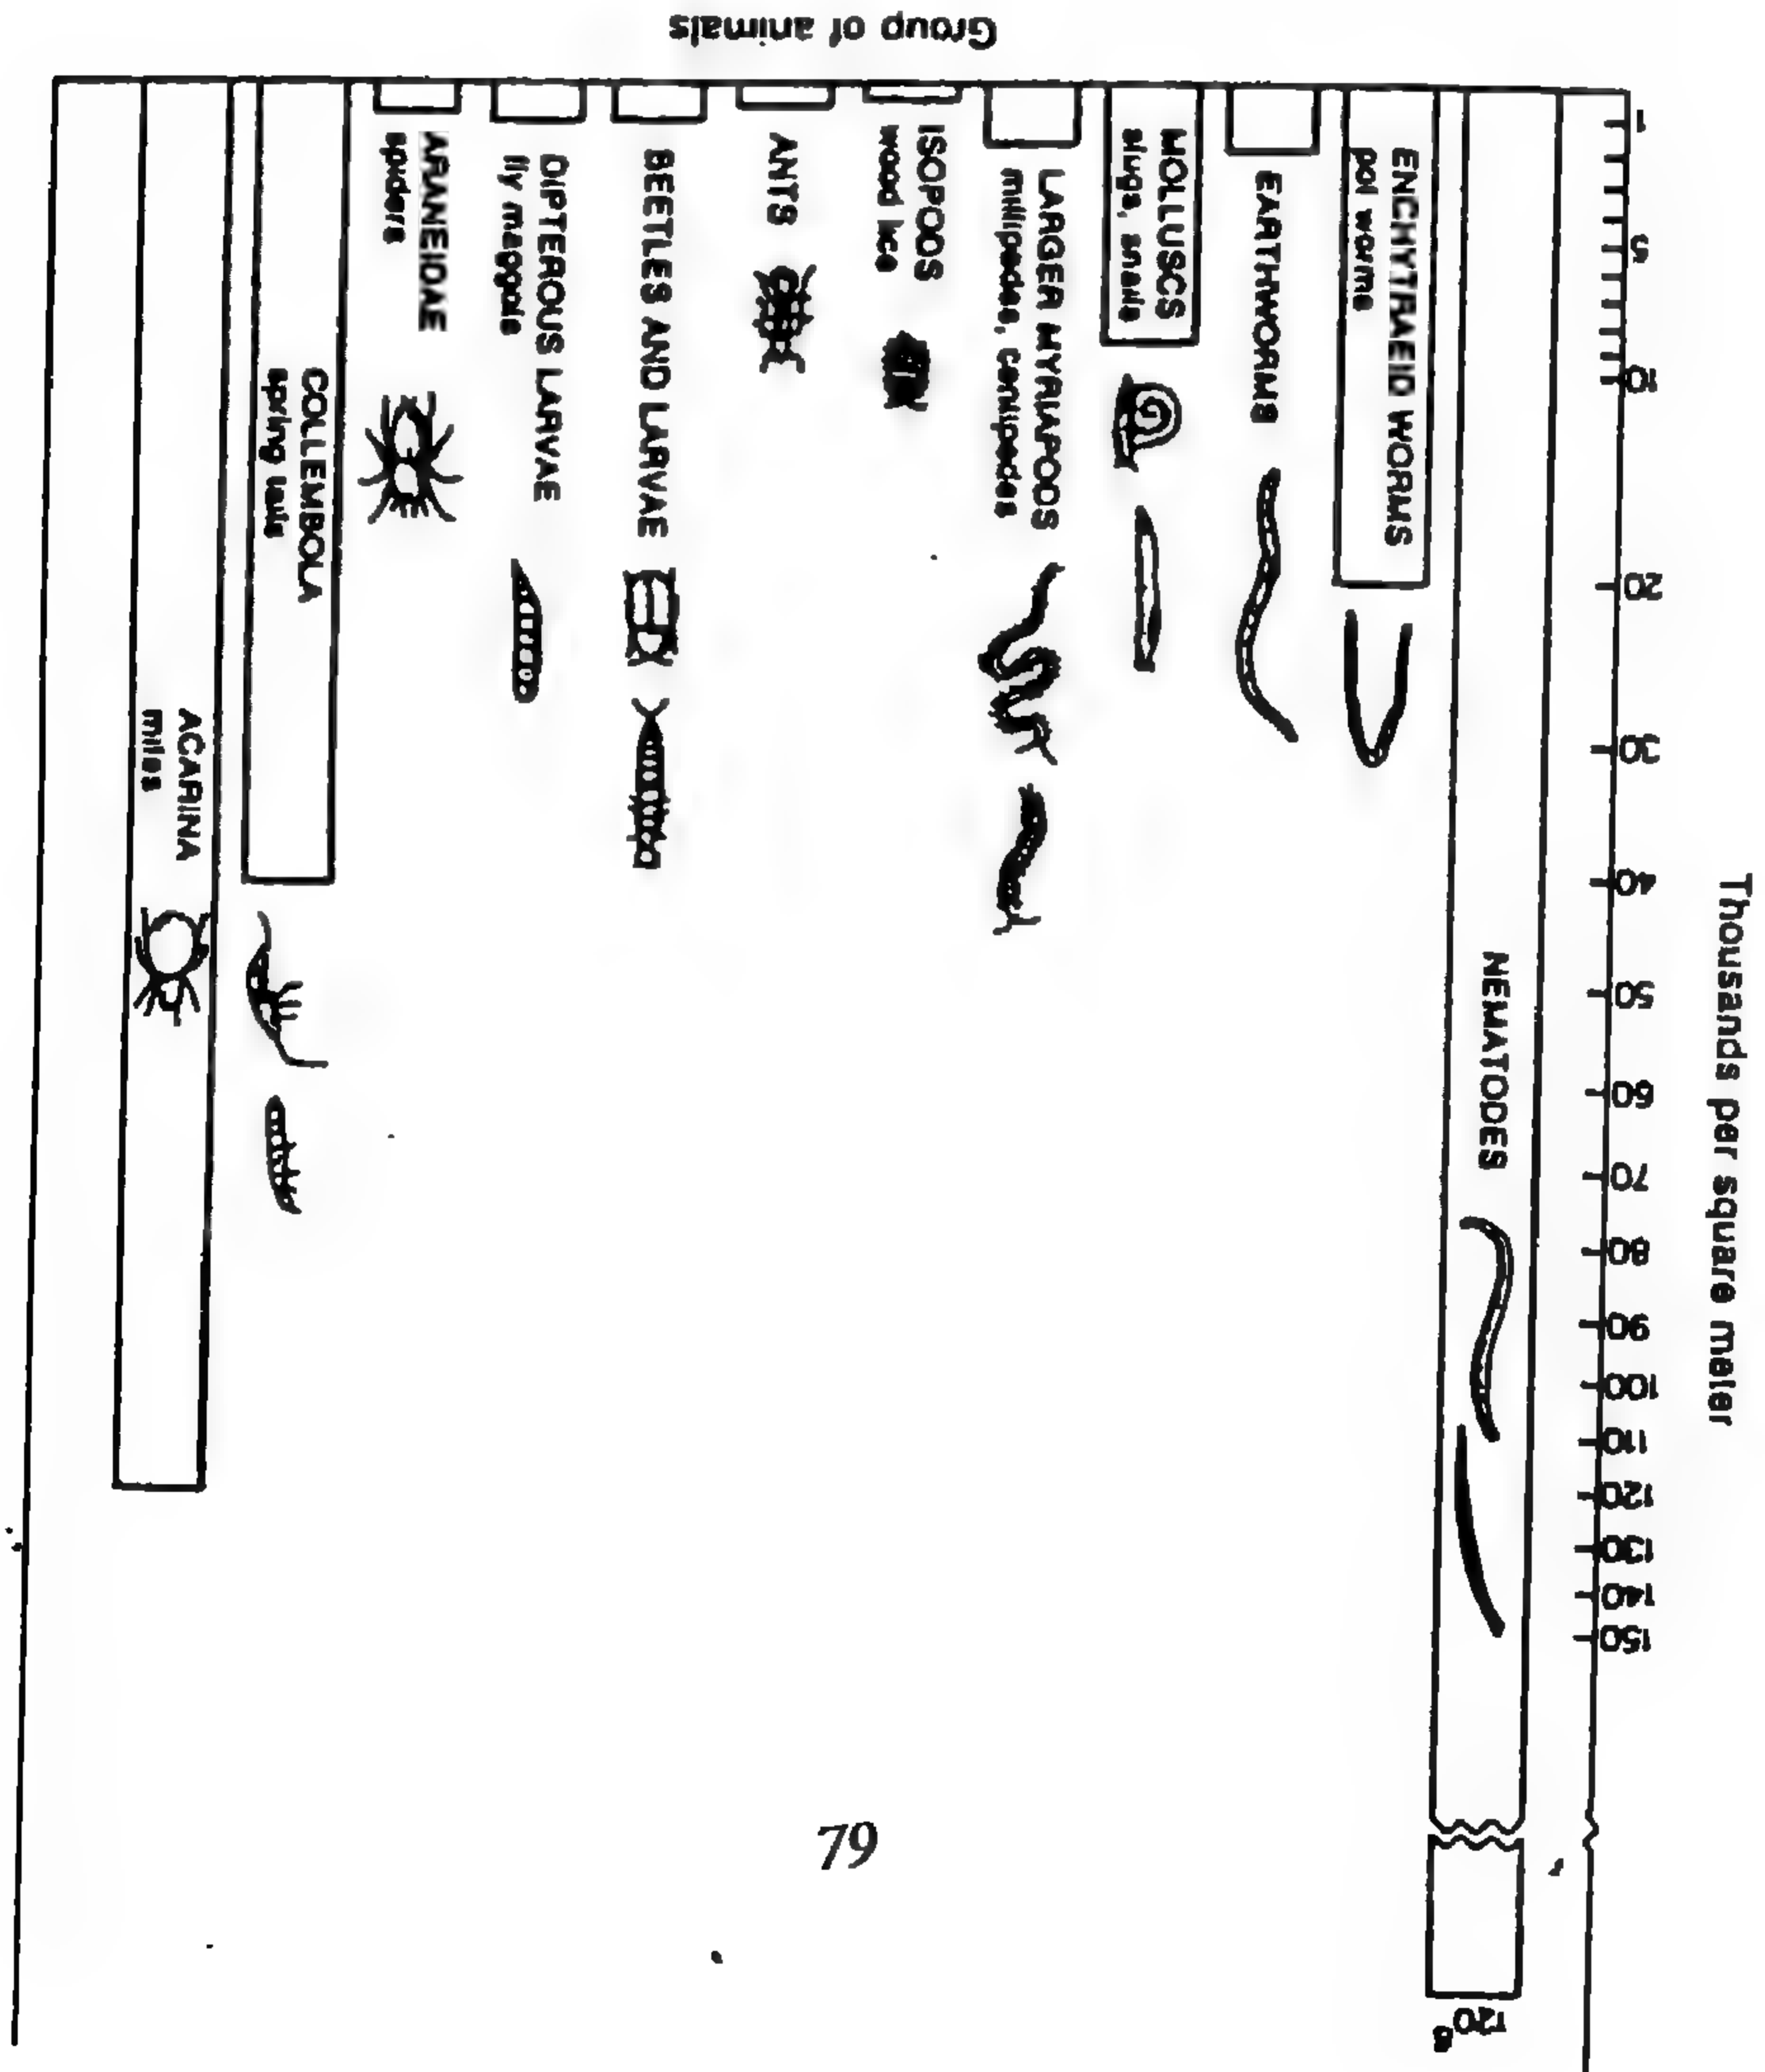 Thousands per square meter
1
5
10
20
30
40
50
60
70
80
90
100
110
120
130
140
150
NEMATODES
ENCHYTRAEID WORMS
pot worms
EARTHWORMS
MOLLUSCS
slugs, snails
LARGER MYRIAPODS
millipedes, centipedes
ISOPODS
wood lice
ANTS
BEETLES AND LARVAE
DIPTEROUS LARVAE
fly maggots
ARANEIDAE
spiders
COLLEMBOLA
spring tails
ACARINA
mites
Group of animals
79